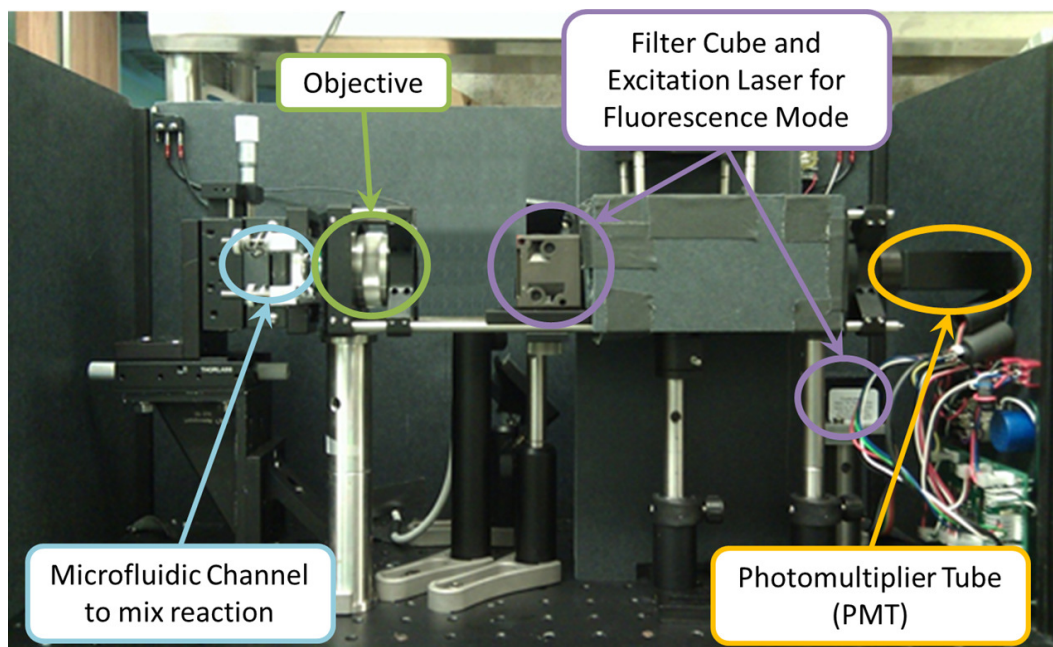 Objective
Filter Cube and
Excitation Laser for
Fluorescence Mode
THORLABS
Microfluidic Channel
to mix reaction
Photomultiplier Tube
(PMT)